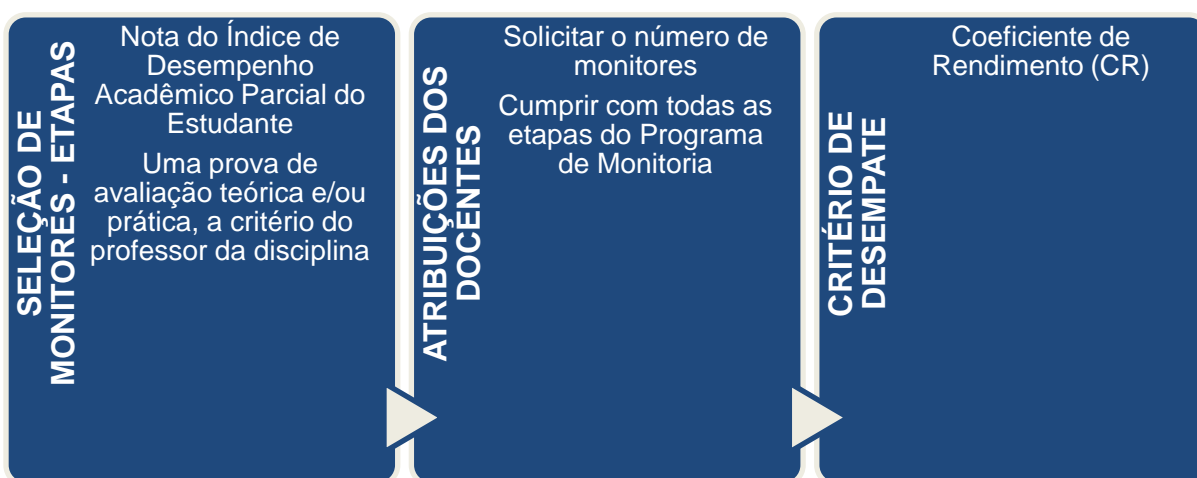 SELEÇÃO DE
MONITORES - ETAPAS
Nota do Índice de
Desempenho
Acadêmico Parcial do
Estudante
Uma prova de
avaliação teórica e/ou
prática, a critério do
professor da disciplina
ATRIBUIÇÕES DOS
DOCENTES
Solicitar o número de
monitores
Cumprir com todas as
etapas do Programa
de Monitoria
CRITÉRIO DE
DESEMPATE
Coeficiente de
Rendimento (CR)